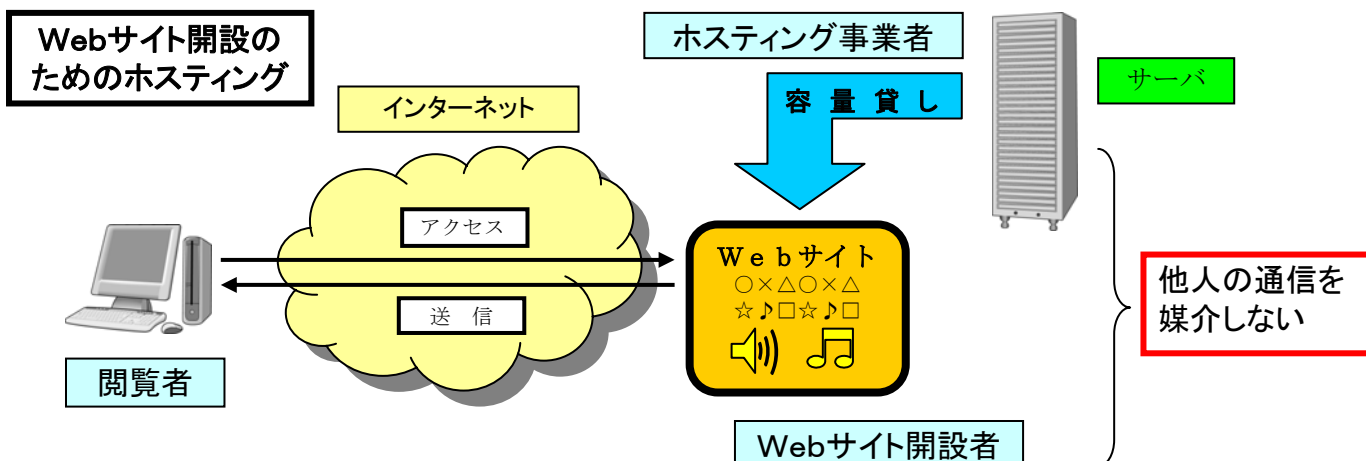 Webサイト開設の
ためのホスティング
ホスティング事業者
サーバ
容量貸し
インターネット
アクセス
送 信
閲覧者
Webサイト
○×△○×△
☆♪□☆♪□
Webサイト開設者
他人の通信を
媒介しない